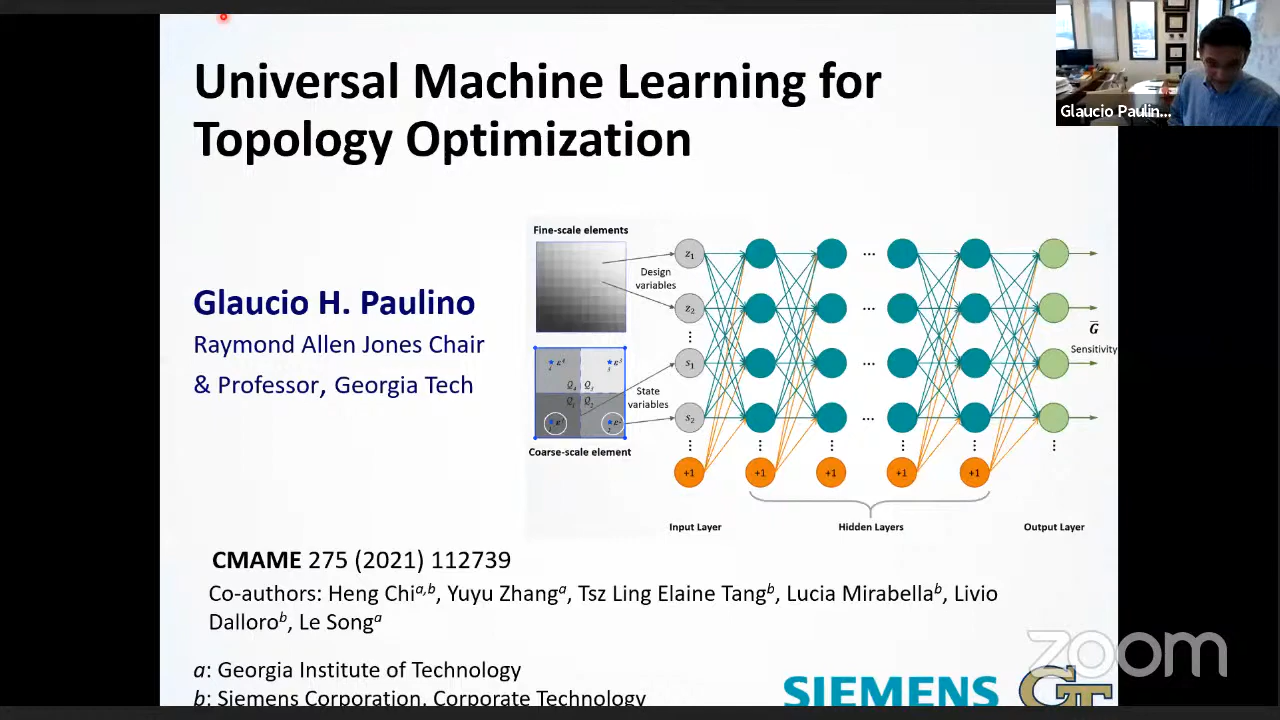 Universal Machine Learning for
Topology Optimization
Glaucio Paulin...
Fine-scale elements
Design
variables
z1
z2
s1
s2
State
variables
Coarse-scale element
...
...
...
...
G
Sensitivity
+1
+1
+1
+1
+1
Input Layer
Hidden Layers
Output Layer
Glaucio H. Paulino
Raymond Allen Jones Chair
& Professor, Georgia Tech
CMAME 275 (2021) 112739
Co-authors: Heng Chi a,b, Yuyu Zhang a, Tsz Ling Elaine Tang b, Lucia Mirabella b, Livio
Dalloro b, Le Song a
a: Georgia Institute of Technology
b: Siemens Corporation, Corporate Technology
SIEMENS
GT
zoom